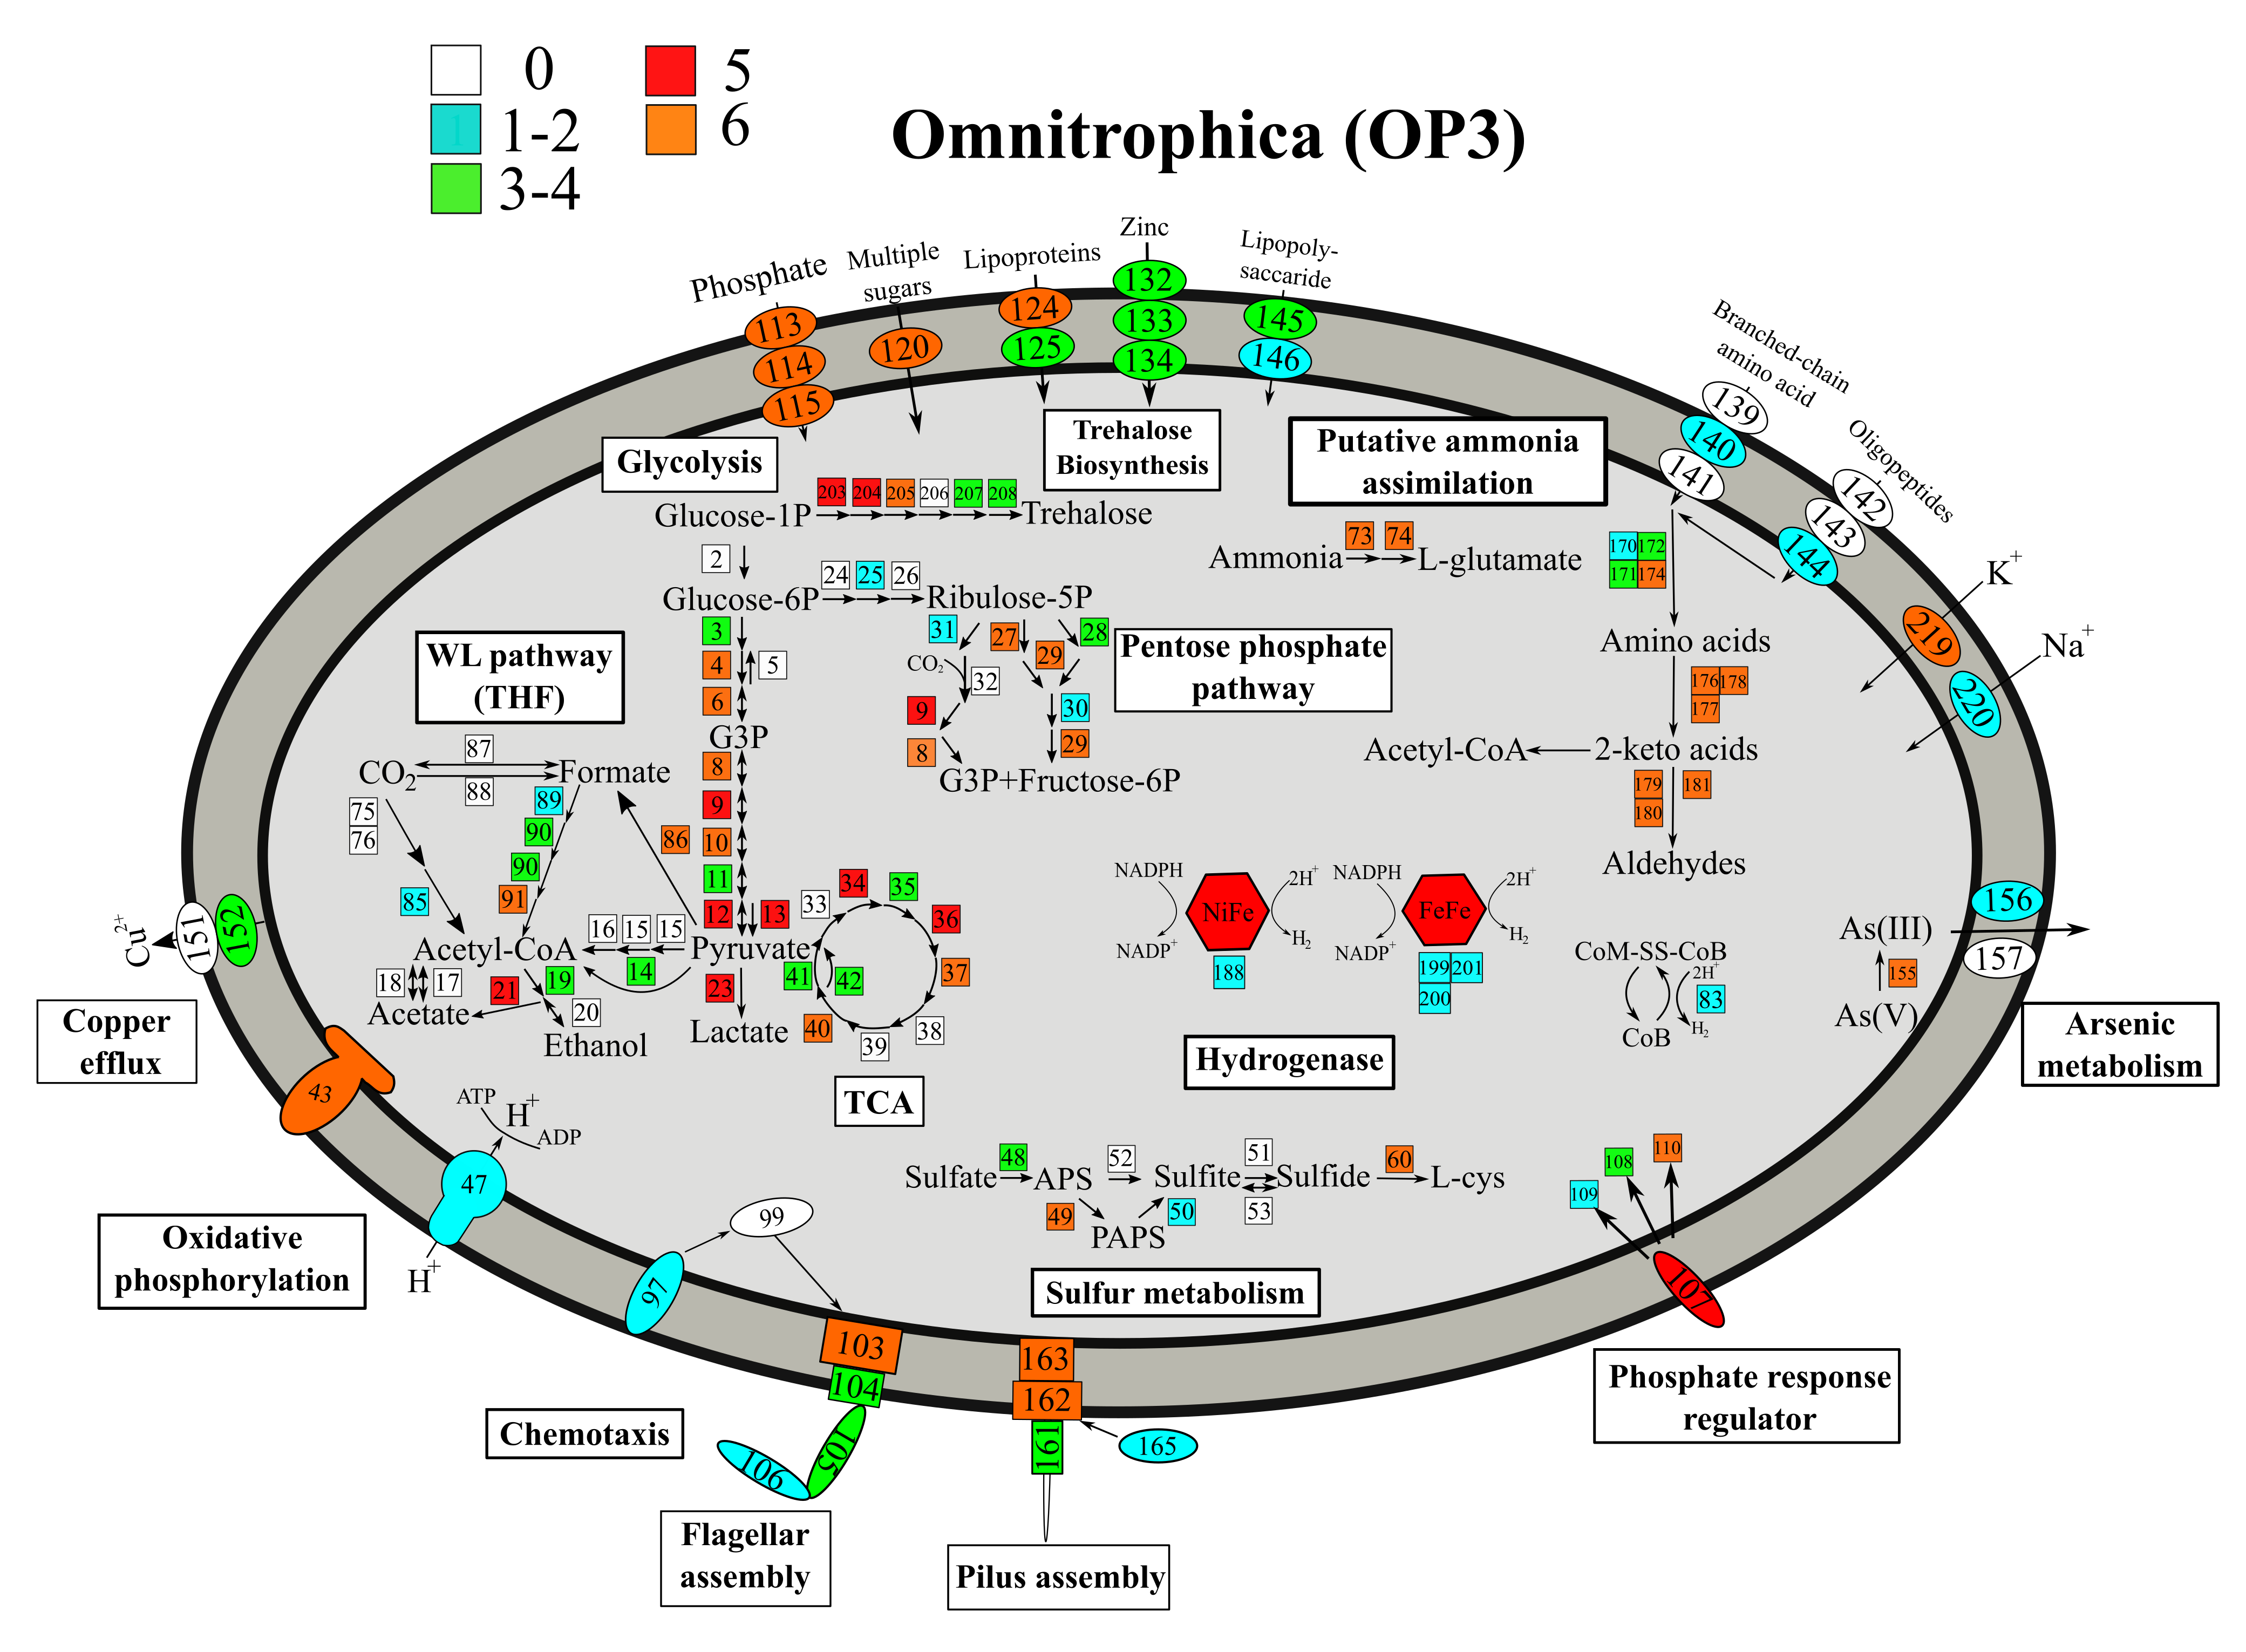 0
5
1
1-2
6
3-4
Omnitrophica (OP3)
Phosphate
Multiple
sugars
Lipoproteins
Zinc
Lipopoly-
saccaride
Branched-chain
amino acid
Oligopeptides
K+
Na+
113
114
115
120
124
125
132
133
134
145
146
139
140
141
142
143
144
219
220
Glycolysis
Trehalose
Biosynthesis
Putative ammonia
assimilation
203 204 205 206 207 208
Glucose-1P
Trehalose
2
Glucose-6P
24 25 26
Ribulose-5P
3
4
5
6
G3P
8
9
10
11
12
13
31
27
29
28
CO2
32
9
8
30
29
G3P+Fructose-6P
Pentose phosphate
pathway
73 74
Ammonia
L-glutamate
170 172
171 174
Amino acids
176 178
177
Acetyl-CoA
2-keto acids
179 181
180
Aldehydes
WL pathway
(THF)
87
CO2
Formate
88
75
76
89
90
90
91
85
86
Acetyl-CoA
16 15 15
Pyruvate
14
18
17
21
19
20
23
Acetate
Ethanol
Lactate
33
34
35
36
37
38
39
40
41
42
TCA
NADPH
NiFe
2H+
NADP+
H2
188
NADPH
FeFe
2H+
NADP+
H2
199 201
200
Hydrogenase
CoM-SS-CoB
2H+
83
H2
CoB
As(III)
155
As(V)
156
157
Arsenic
metabolism
Cu2+
151
152
Copper
efflux
43
ATP
H+
ADP
47
H+
Oxidative
phosphorylation
Sulfate
48
APS
52
Sulfite
51
53
Sulfide
60
L-cys
49
PAPS
50
Sulfur metabolism
109
108
110
107
Phosphate response
regulator
97
99
Chemotaxis
103
104
105
106
Flagellar
assembly
163
162
161
165
Pilus assembly